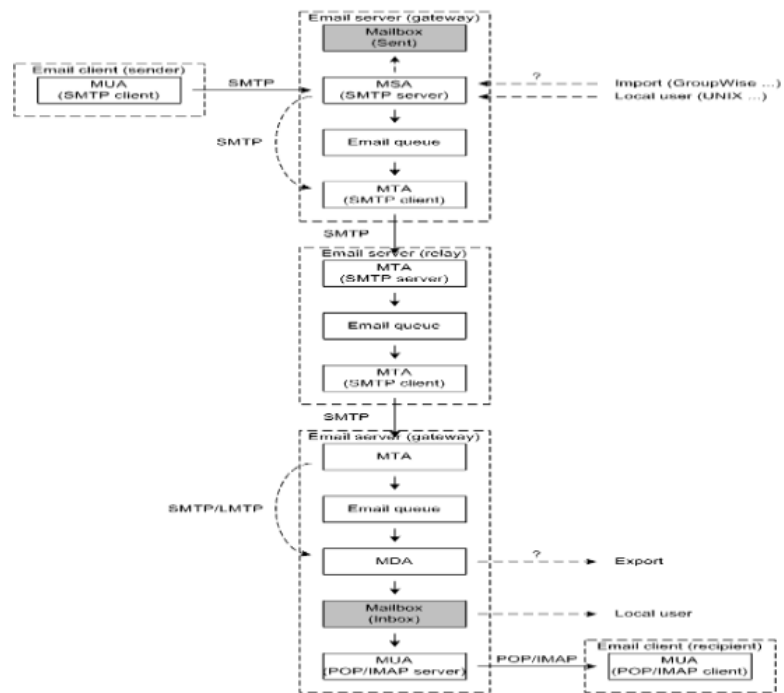 Email server (gateway)
Mailbox
(Sent)
Email client (sender)
MUA
(SMTP client)
SMTP
MSA
(SMTP server)
?
Import (GroupWise ...)
Local user (UNIX ...)
SMTP
Email queue
MTA
(SMTP client)
SMTP
Email server (relay)
MTA
(SMTP server)
Email queue
MTA
(SMTP client)
SMTP
Email server (gateway)
MTA
SMTP/LMTP
Email queue
MDA
?
Export
Mailbox
(Inbox)
Local user
MUA
(POP/IMAP server)
POP/IMAP
Email client (recipient)
MUA
(POP/IMAP client)